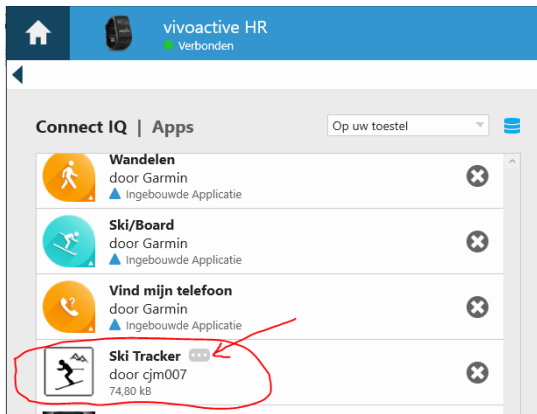 vivoactive HR
Verbonden
Connect IQ | Apps
Op uw toestel
Wandelen
door Garmin
Ingebouwde Applicatie
Ski/Board
door Garmin
Ingebouwde Applicatie
Vind mijn telefoon
door Garmin
Ingebouwde Applicatie
Ski Tracker
door cjm007
74,80 kB